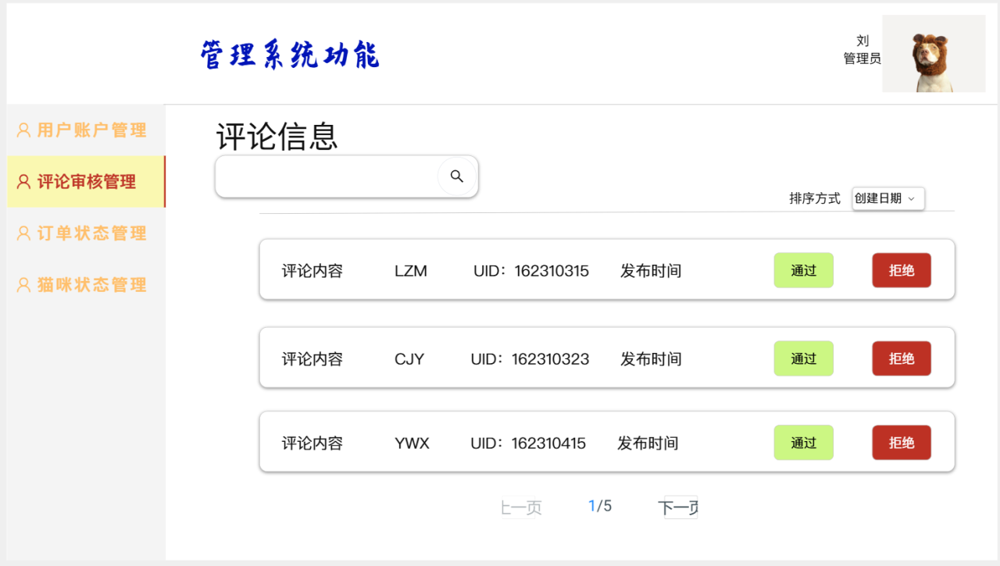 管理系统功能
刘
管理员
用户账户管理
评论审核管理
订单状态管理
猫咪状态管理
评论信息
排序方式 创建日期
评论内容 LZM UID：162310315 发布时间 通过 拒绝
评论内容 CJY UID：162310323 发布时间 通过 拒绝
评论内容 YWX UID：162310415 发布时间 通过 拒绝
上一页 1/5 下一页